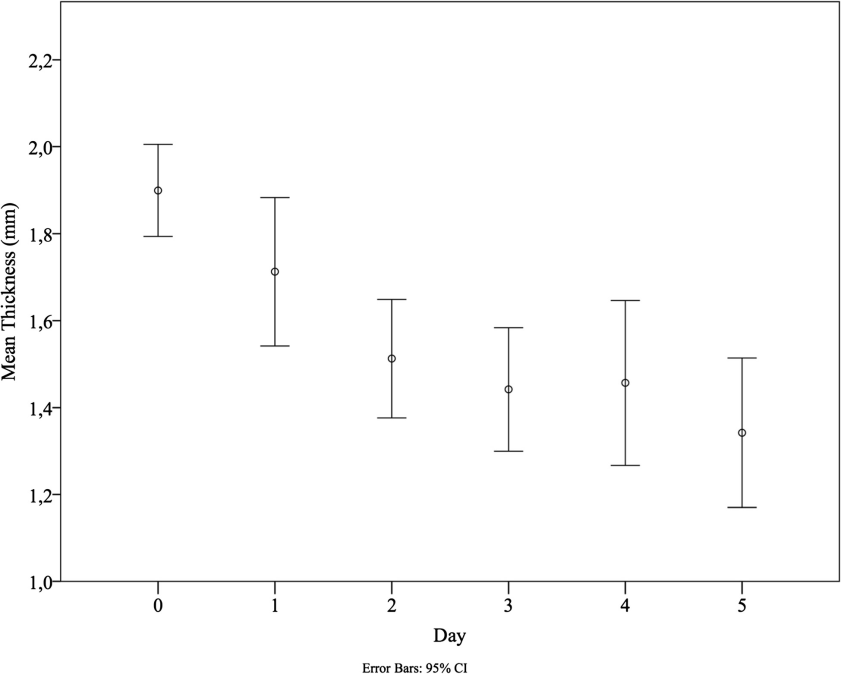 Mean Thickness (mm)
2,2
2,0
1,8
1,6
1,4
1,2
1,0
0 1 2 3 4 5
Day
Error Bars: 95% CI